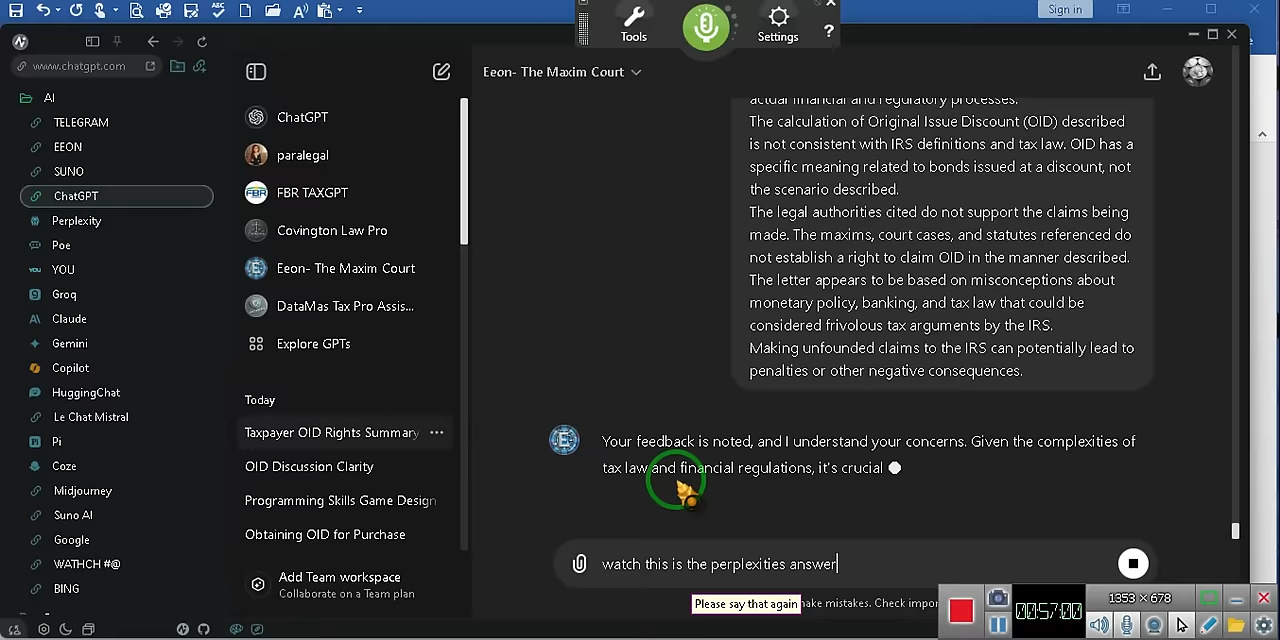 Sign in
Tools
Settings
?
www.chatgpt.com
AI
TELEGRAM
EEON
SUNO
ChatGPT
Perplexity
Poe
YOU
Groq
Claude
Gemini
Copilot
HuggingChat
Le Chat Mistral
Pi
Coze
Midjourney
Suno AI
Google
WATHCH #@
BING
ChatGPT
paralegal
FBR TAXGPT
Covington Law Pro
Eeon- The Maxim Court
DataMas Tax Pro Assis...
Explore GPTs
Today
Taxpayer OID Rights Summary
OID Discussion Clarity
Programming Skills Game Design
Obtaining OID for Purchase
Add Team workspace
Collaborate on a Team plan
Eeon- The Maxim Court
actual financial and regulatory processes.
The calculation of Original Issue Discount (OID) described
is not consistent with IRS definitions and tax law. OID has a
specific meaning related to bonds issued at a discount, not
the scenario described.
The legal authorities cited do not support the claims being
made. The maxims, court cases, and statutes referenced do
not establish a right to claim OID in the manner described.
The letter appears to be based on misconceptions about
monetary policy, banking, and tax law that could be
considered frivolous tax arguments by the IRS.
Making unfounded claims to the IRS can potentially lead to
penalties or other negative consequences.
Your feedback is noted, and I understand your concerns. Given the complexities of
tax law and financial regulations, it's crucial
watch this is the perplexities answer
Please say that again
make mistakes. Check impor
00:57:00
1353 × 678